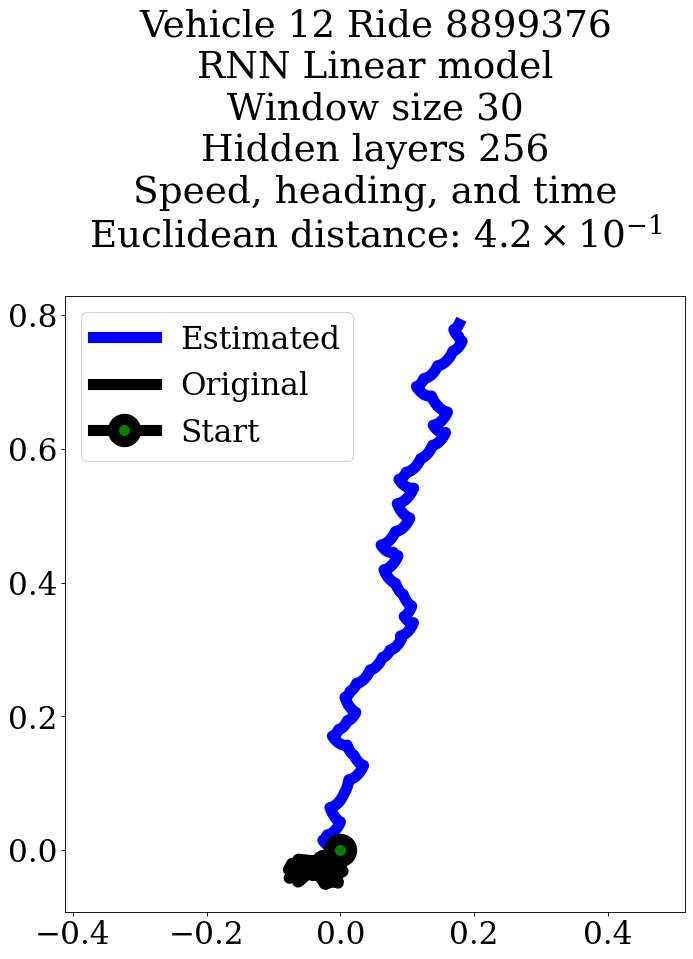 Vehicle 12 Ride 8899376
RNN Linear model
Window size 30
Hidden layers 256
Speed, heading, and time
Euclidean distance: 4.2 × 10⁻¹
Estimated
Original
Start
0.8
0.6
0.4
0.2
0.0
−0.4 −0.2 0.0 0.2 0.4